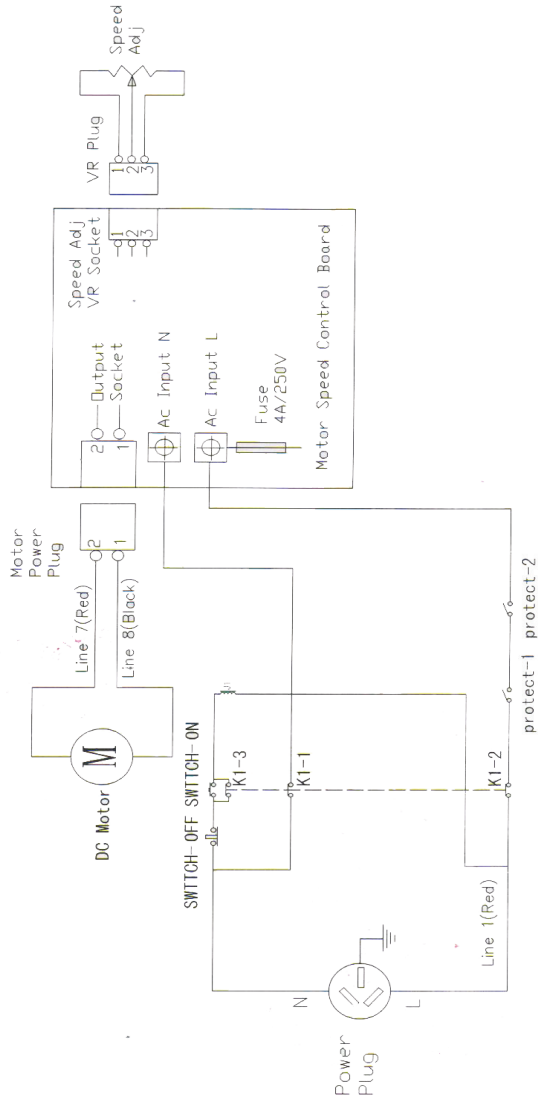 Power
Plug
N
L
Line 1(Red)
SWTTCH-OFF
SWTTCH-ON
K1-3
K1-1
K1-2
protect-1
protect-2
DC Motor
M
Line 7(Red)
Line 8(Black)
Motor
Power
Plug
2
1
2
1
Output
Socket
Ac Input N
Ac Input L
Fuse
4A/250V
Motor Speed Control Board
Speed Adj
VR Socket
1
2
3
VR Plug
1
2
3
Speed
Adj